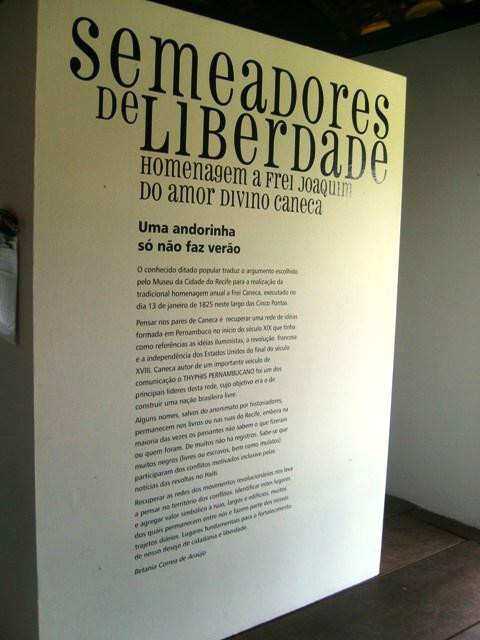 semeadores
de Liberdade
Homenagem a Frei Joaquim
do amor divino caneca
Uma andorinha
só não faz verão
O conhecido ditado popular traduz o argumento escolhido
pelo Museu da Cidade do Recife para a realização da
tradicional homenagem anual a Frei Caneca, executado no
dia 13 de janeiro de 1825 neste largo das Cinco Pontas.
Pensar nos pares de Caneca é recuperar uma rede de idéias
formada em Pernambuco no início do século XIX que tinha
como referências as idéias iluministas, a revolução francesa
e a independência dos Estados Unidos do final do século
XVIII. Caneca autor de um importante veículo de
comunicação o THYPHIS PERNAMBUCANO foi um dos
principais líderes desta rede, cujo objetivo era o de
construir uma nação brasileira livre.
Alguns nomes, salvos do anonimato por historiadores,
permanecem nos livros ou nas ruas do Recife, embora na
maioria das vezes os passantes não sabem o que fizeram
ou quem foram. De muitos não há registros. Sabe-se que
muitos negros (livres ou escravos, bem como mulatos)
participaram dos conflitos motivados inclusive pelas
notícias das revoltas no Haiti.
Recuperar as redes dos movimentos revolucionários nos leva
a pensar no território dos conflitos. Identificar estes lugares
e agregar valor simbólico a ruas, largos e edifícios, muitos
dos quais permanecem entre nós e fazem parte dos nossos
trajetos diários. Lugares fundamentais para o fortalecimento
de nosso desejo de cidadania e liberdade.
Betania Correa de Araújo